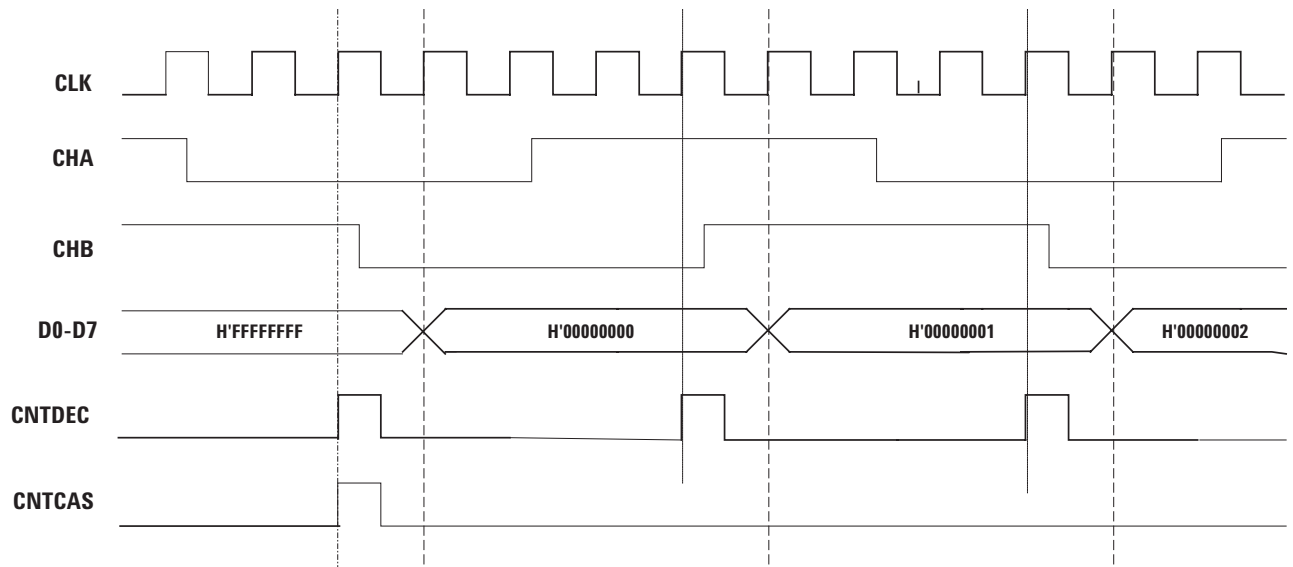 CLK
CHA
CHB
D0-D7 H'FFFFFFFF H'00000000 H'00000001 H'00000002
CNTDEC
CNTCAS